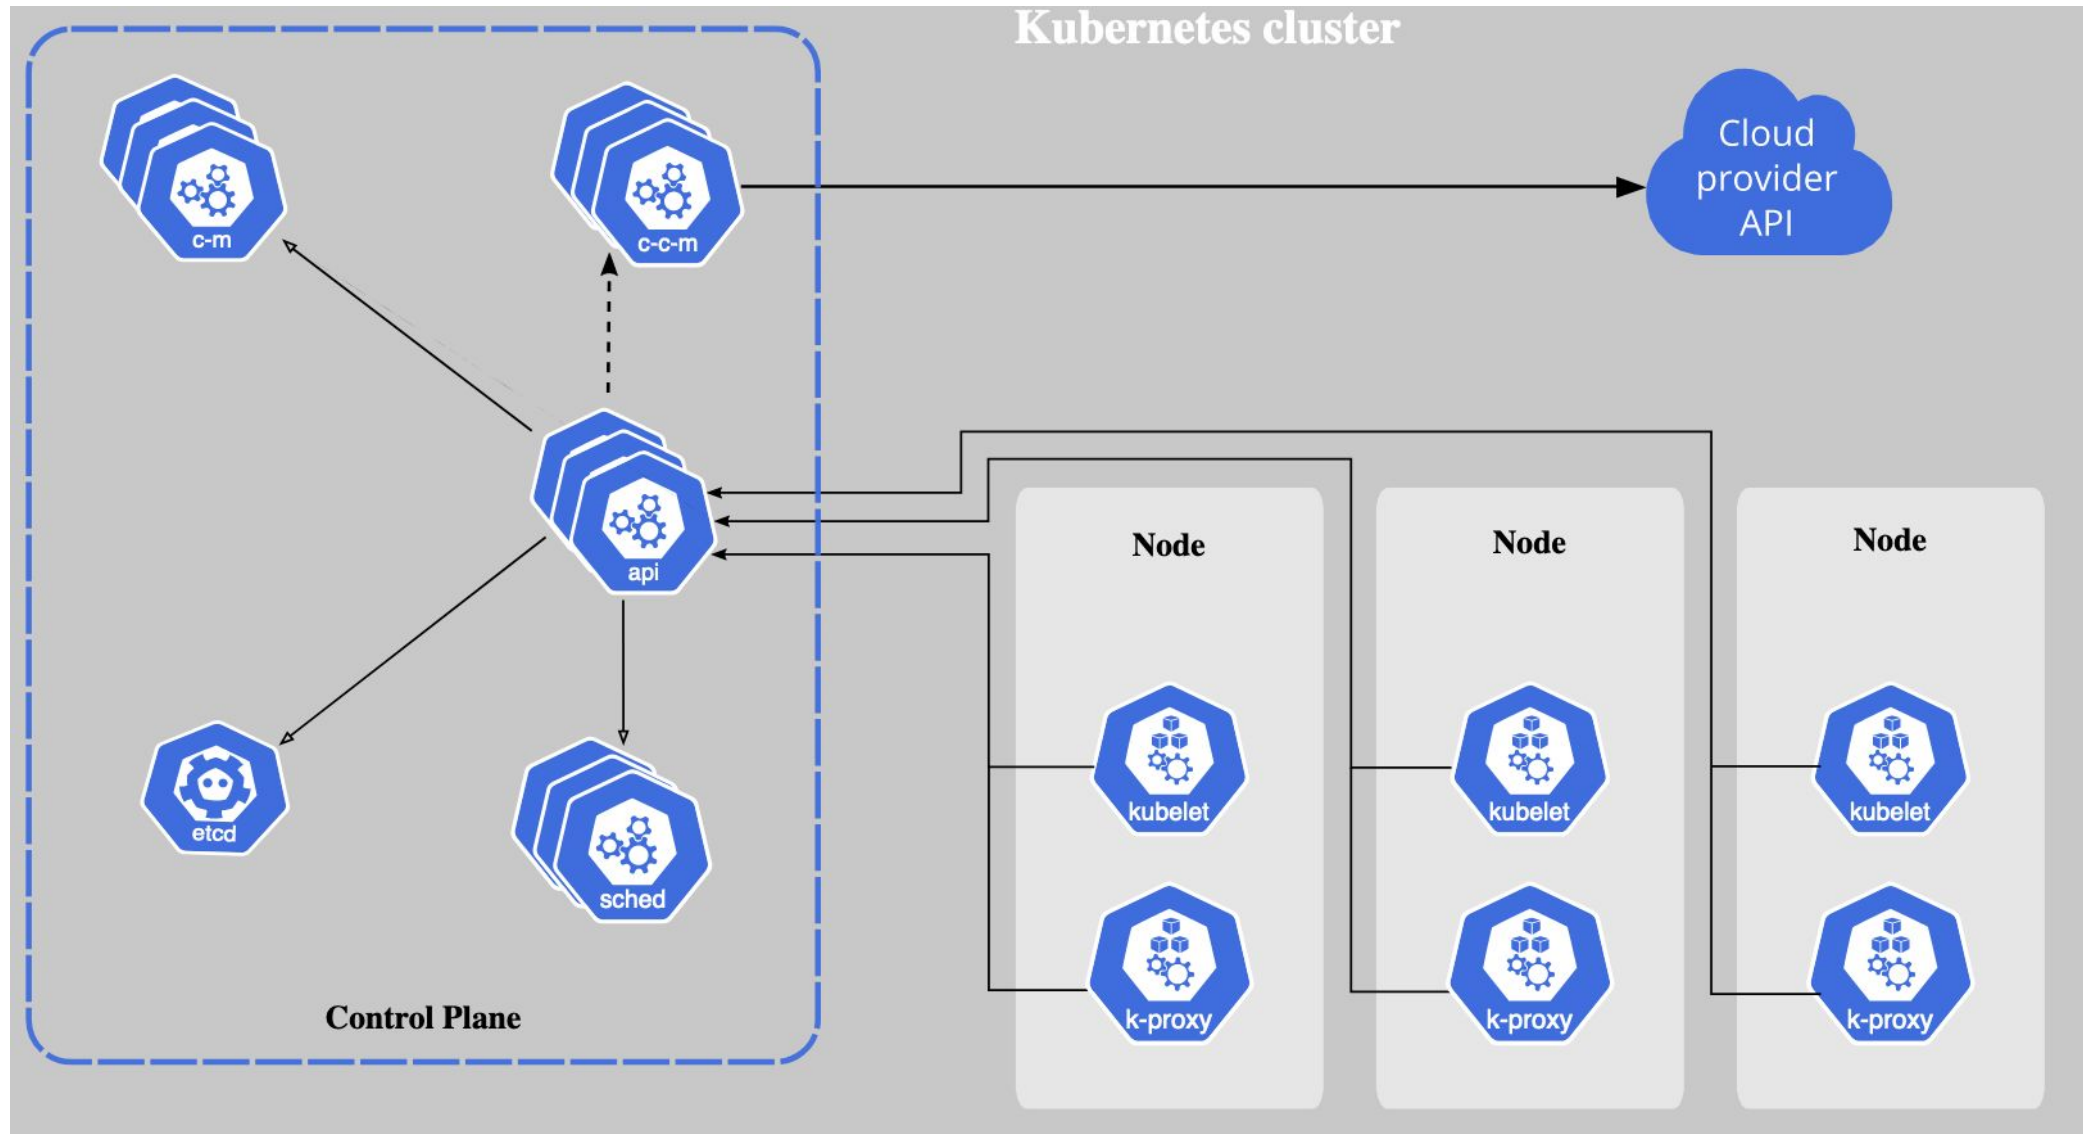 Kubernetes cluster
c-m
c-c-m
Cloud
provider
API
api
Node
Node
Node
kubelet
kubelet
kubelet
etcd
sched
k-proxy
k-proxy
k-proxy
Control Plane